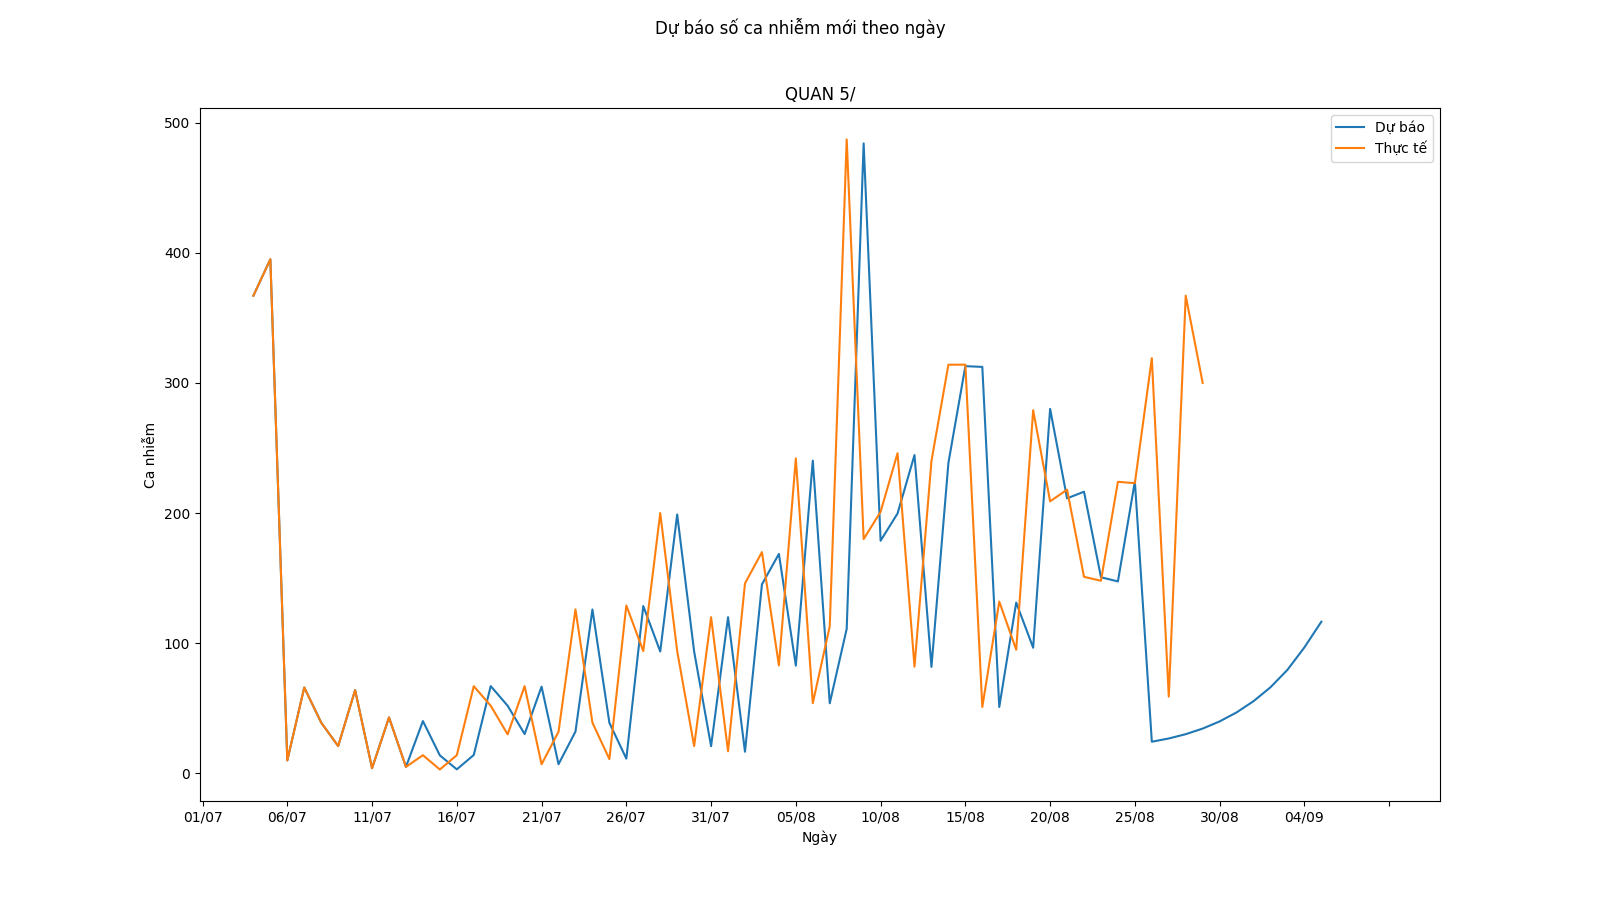 Dự báo số ca nhiễm mới theo ngày
QUAN 5/
Dự báo
Thực tế
500
400
300
200
100
0
Ca nhiễm
01/07 06/07 11/07 16/07 21/07 26/07 31/07 05/08 10/08 15/08 20/08 25/08 30/08 04/09
Ngày